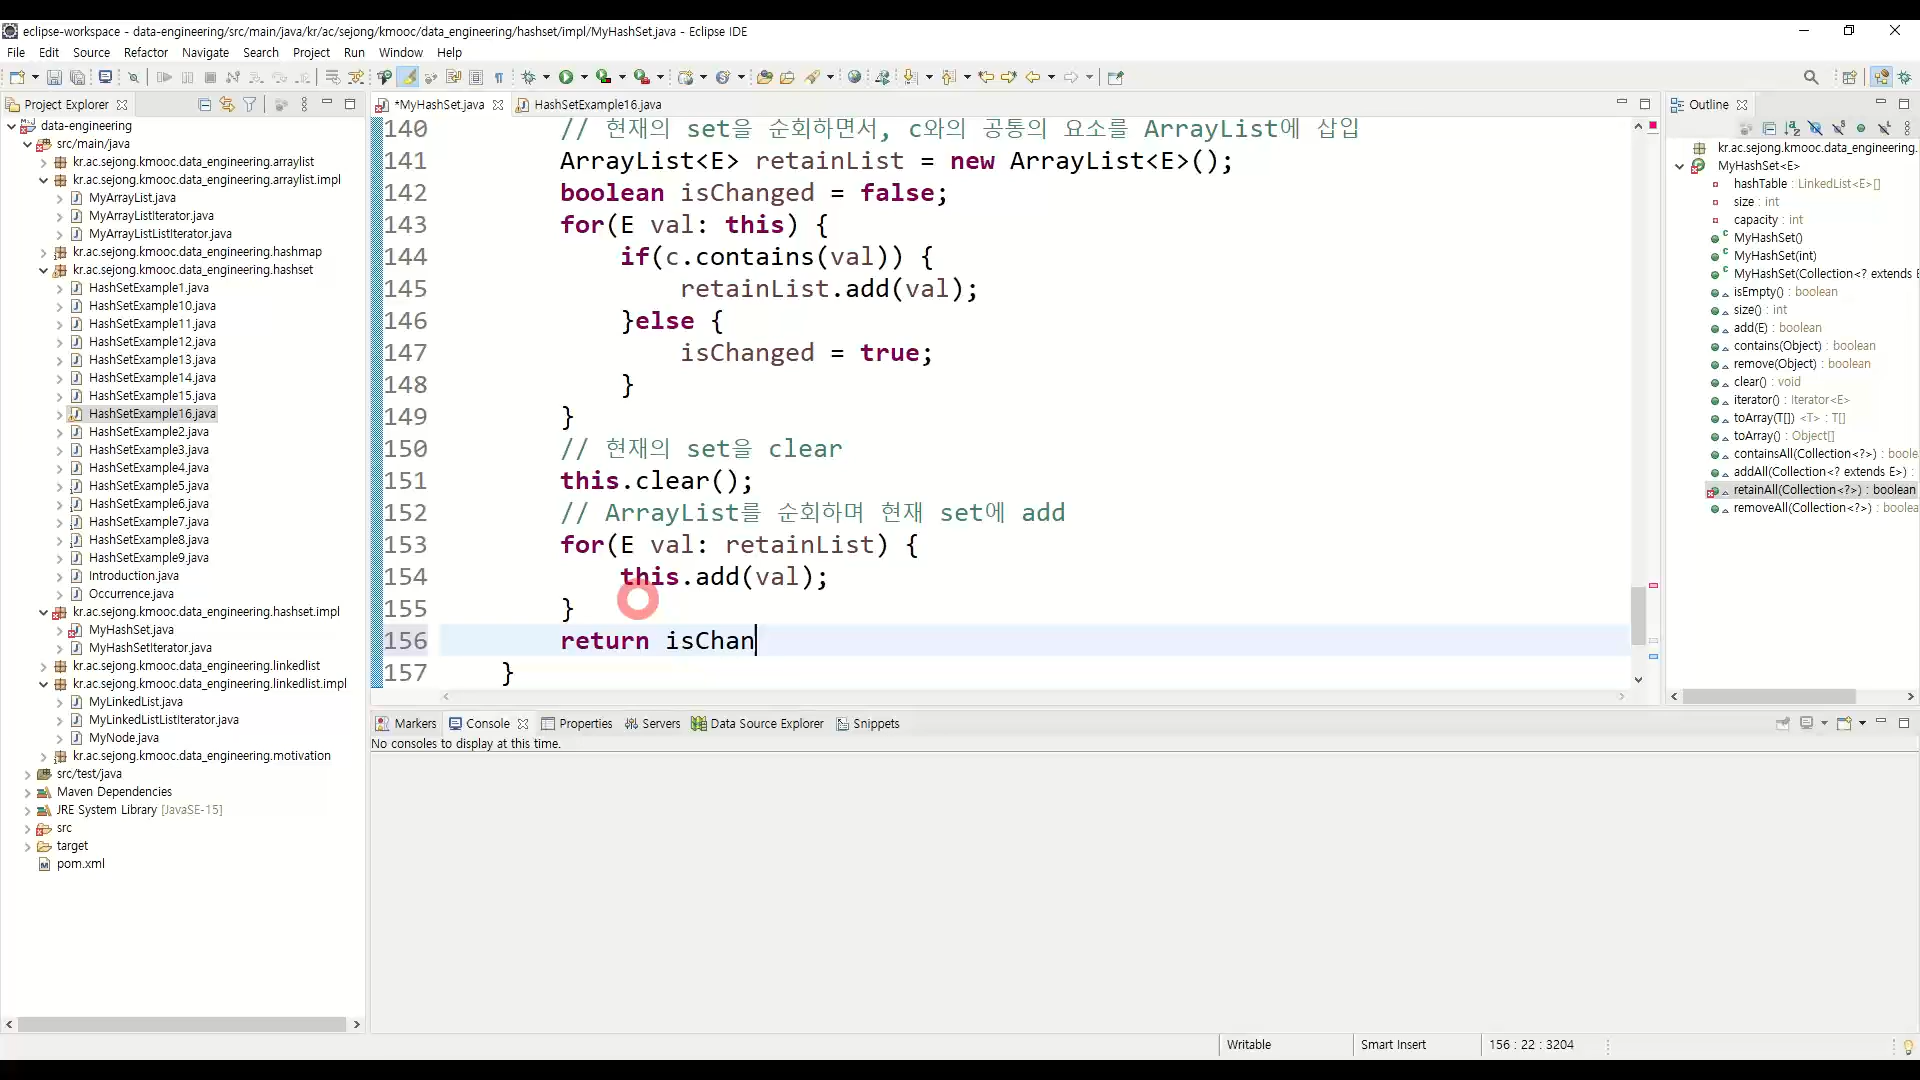 eclipse-workspace - data-engineering/src/main/java/kr/ac/sejong/kmooc/data_engineering/hashset/impl/MyHashSet.java - Eclipse IDE
File Edit Source Refactor Navigate Search Project Run Window Help
Project Explorer
data-engineering
src/main/java
kr.ac.sejong.kmooc.data_engineering.arraylist
kr.ac.sejong.kmooc.data_engineering.arraylist.impl
MyArrayList.java
MyArrayListIterator.java
MyArrayListListIterator.java
kr.ac.sejong.kmooc.data_engineering.hashmap
kr.ac.sejong.kmooc.data_engineering.hashset
HashSetExample1.java
HashSetExample10.java
HashSetExample11.java
HashSetExample12.java
HashSetExample13.java
HashSetExample14.java
HashSetExample15.java
HashSetExample16.java
HashSetExample2.java
HashSetExample3.java
HashSetExample4.java
HashSetExample5.java
HashSetExample6.java
HashSetExample7.java
HashSetExample8.java
HashSetExample9.java
Introduction.java
Occurrence.java
kr.ac.sejong.kmooc.data_engineering.hashset.impl
MyHashSet.java
MyHashSetIterator.java
kr.ac.sejong.kmooc.data_engineering.linkedlist
kr.ac.sejong.kmooc.data_engineering.linkedlist.impl
MyLinkedList.java
MyLinkedListListIterator.java
MyNode.java
kr.ac.sejong.kmooc.data_engineering.motivation
src/test/java
Maven Dependencies
JRE System Library [JavaSE-15]
src
target
pom.xml
*MyHashSet.java HashSetExample16.java
140 // 현재의 set을 순회하면서, c와의 공통의 요소를 ArrayList에 삽입
141 ArrayList<E> retainList = new ArrayList<E>();
142 boolean isChanged = false;
143 for(E val: this) {
144 if(c.contains(val)) {
145 retainList.add(val);
146 }else {
147 isChanged = true;
148 }
149 }
150 // 현재의 set을 clear
151 this.clear();
152 // ArrayList를 순회하며 현재 set에 add
153 for(E val: retainList) {
154 this.add(val);
155 }
156 return isChan
157 }
Outline
kr.ac.sejong.kmooc.data_engineering.
MyHashSet<E>
hashTable : LinkedList<E>[]
size : int
capacity : int
MyHashSet()
MyHashSet(int)
MyHashSet(Collection<? extends E
isEmpty() : boolean
size() : int
add(E) : boolean
contains(Object) : boolean
remove(Object) : boolean
clear() : void
iterator() : Iterator<E>
toArray(T[]) <T> : T[]
toArray() : Object[]
containsAll(Collection<?>) : boole
addAll(Collection<? extends E>) :
retainAll(Collection<?>) : boolean
removeAll(Collection<?>) : boolea
Markers Console Properties Servers Data Source Explorer Snippets
No consoles to display at this time.
Writable Smart Insert 156 : 22 : 3204